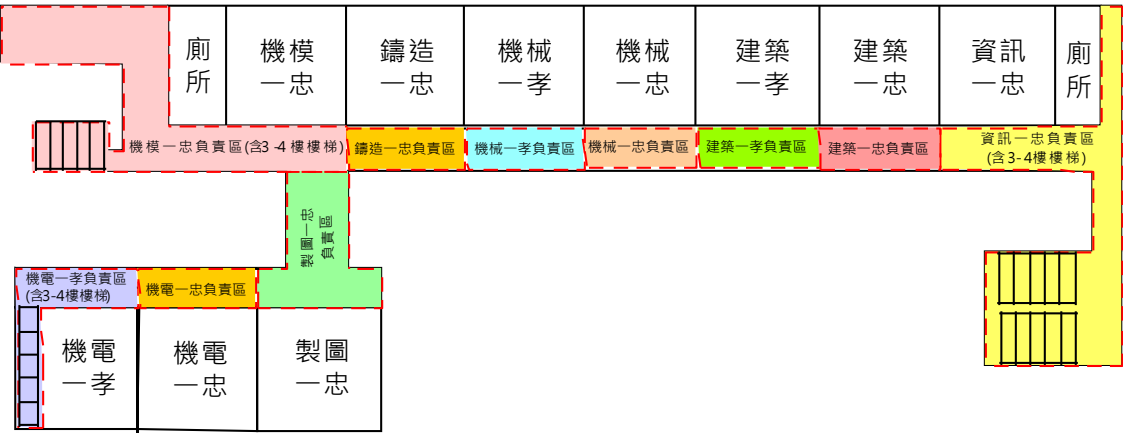 廁
所
機模
一忠
鑄造
一忠
機械
一孝
機械
一忠
建築
一孝
建築
一忠
資訊
一忠
廁
所
機模一忠負責區(含3-4樓樓梯)
鑄造一忠負責區
機械一孝負責區
機械一忠負責區
建築一孝負責區
建築一忠負責區
資訊一忠負責區
(含3-4樓樓梯)
製圖一忠
負責區
機電一孝負責區
(含3-4樓樓梯)
機電一忠負責區
機電
一孝
機電
一忠
製圖
一忠